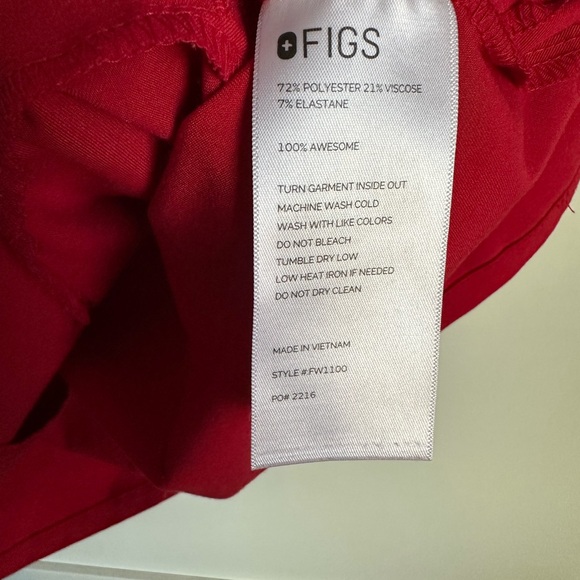 FIGS
72% POLYESTER 21% VISCOSE
7% ELASTANE
100% AWESOME
TURN GARMENT INSIDE OUT
MACHINE WASH COLD
WASH WITH LIKE COLORS
DO NOT BLEACH
TUMBLE DRY LOW
LOW HEAT IRON IF NEEDED
DO NOT DRY CLEAN
MADE IN VIETNAM
STYLE #:FW1100
PO# 2216